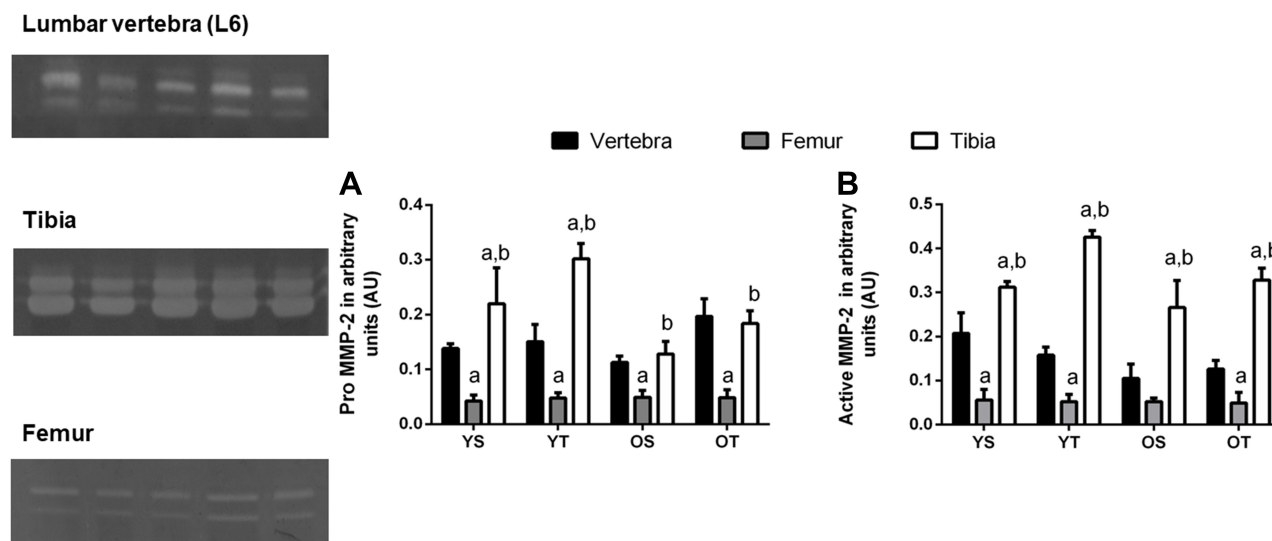 Lumbar vertebra (L6)
Tibia
Femur
Vertebra
Femur
Tibia
A
Pro MMP-2 in arbitrary
units (AU)
0.4
0.3
0.2
0.1
0.0
a
a,b
a
a,b
a
b
a
b
YS
YT
OS
OT
B
Active MMP-2 in arbitrary
units (AU)
0.5
0.4
0.3
0.2
0.1
0.0
a
a,b
a
a,b
a,b
a
a,b
YS
YT
OS
OT